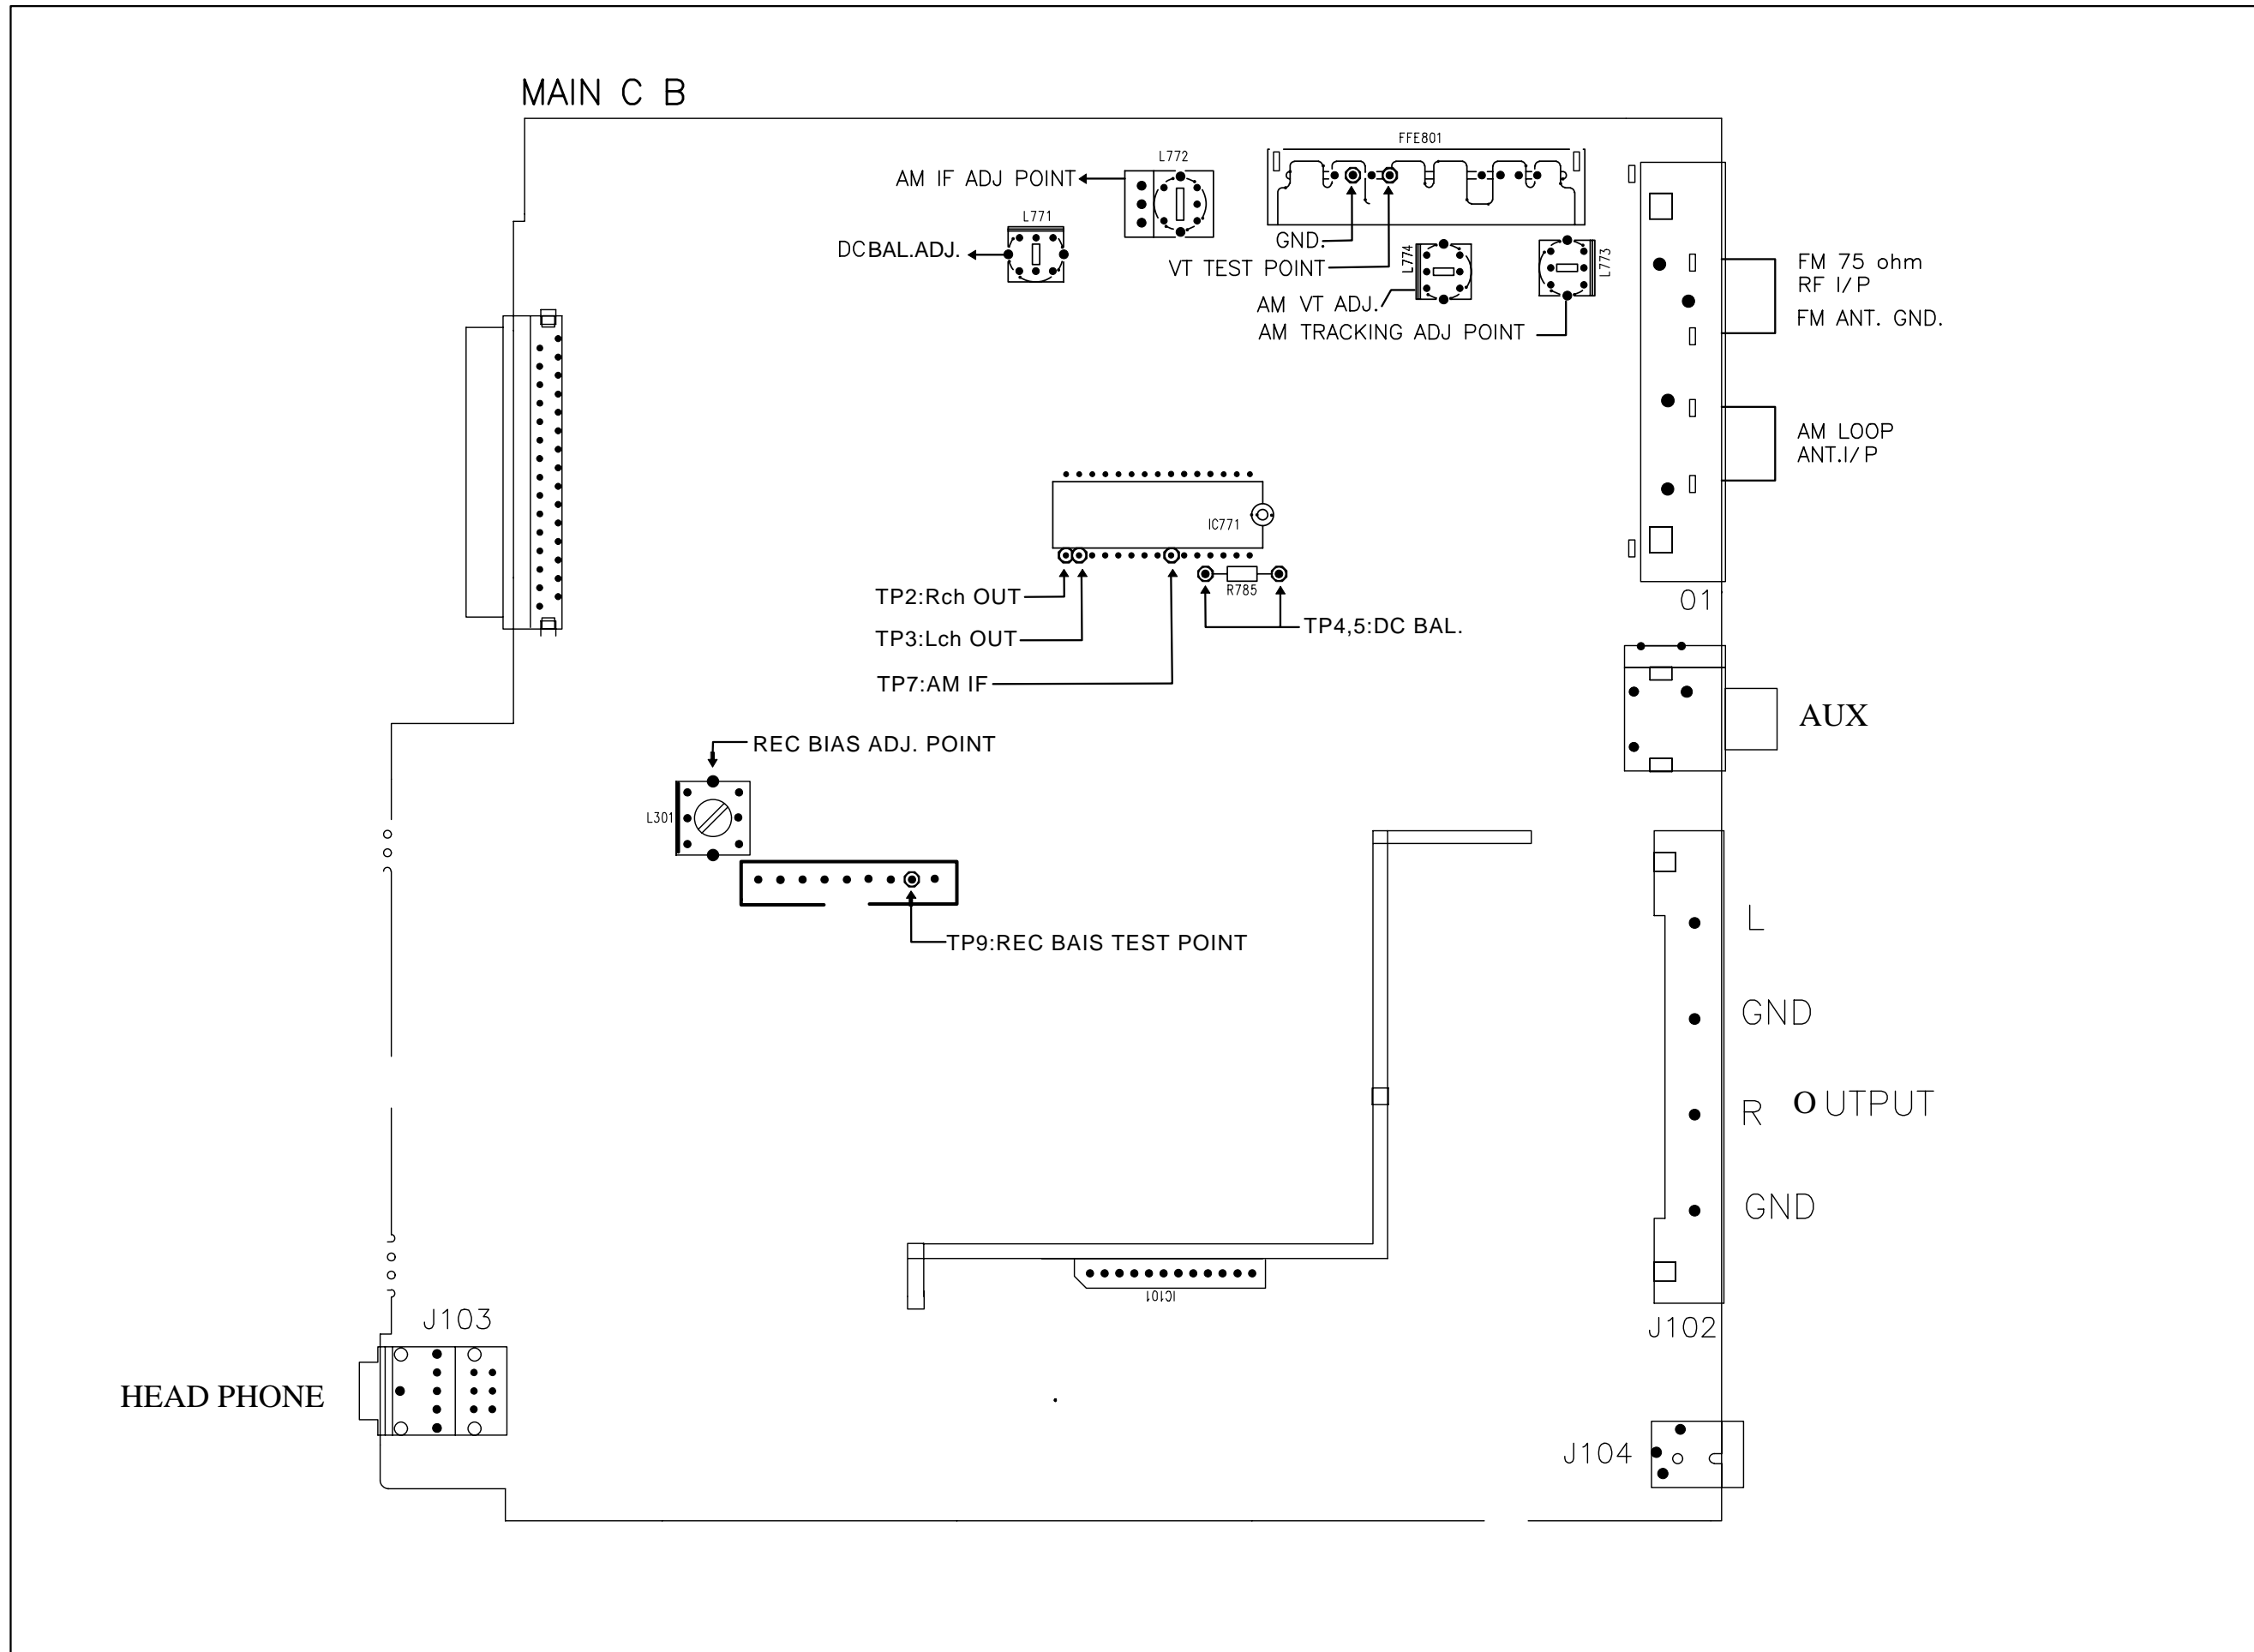 MAIN C B
FFE801
L772
AM IF ADJ POINT
L771
DC BAL.ADJ.
GND.
VT TEST POINT
L774
L773
AM VT ADJ.
AM TRACKING ADJ POINT
FM 75 ohm
RF I/P
FM ANT. GND.
AM LOOP
ANT.I/P
IC771
R785
TP2:Rch OUT
TP3:Lch OUT
TP4,5:DC BAL.
TP7:AM IF
01
AUX
REC BIAS ADJ. POINT
L301
TP9:REC BAIS TEST POINT
L
GND
R OUTPUT
GND
IC101
J103
J102
HEAD PHONE
J104